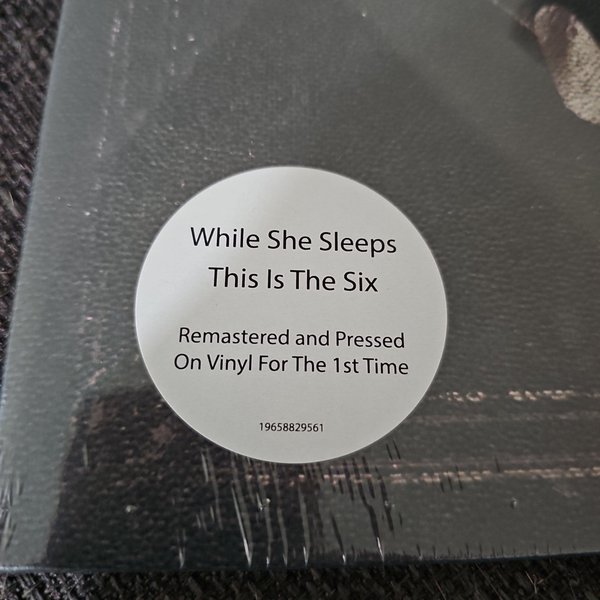 While She Sleeps
This Is The Six
Remastered and Pressed
On Vinyl For The 1st Time
19658829561